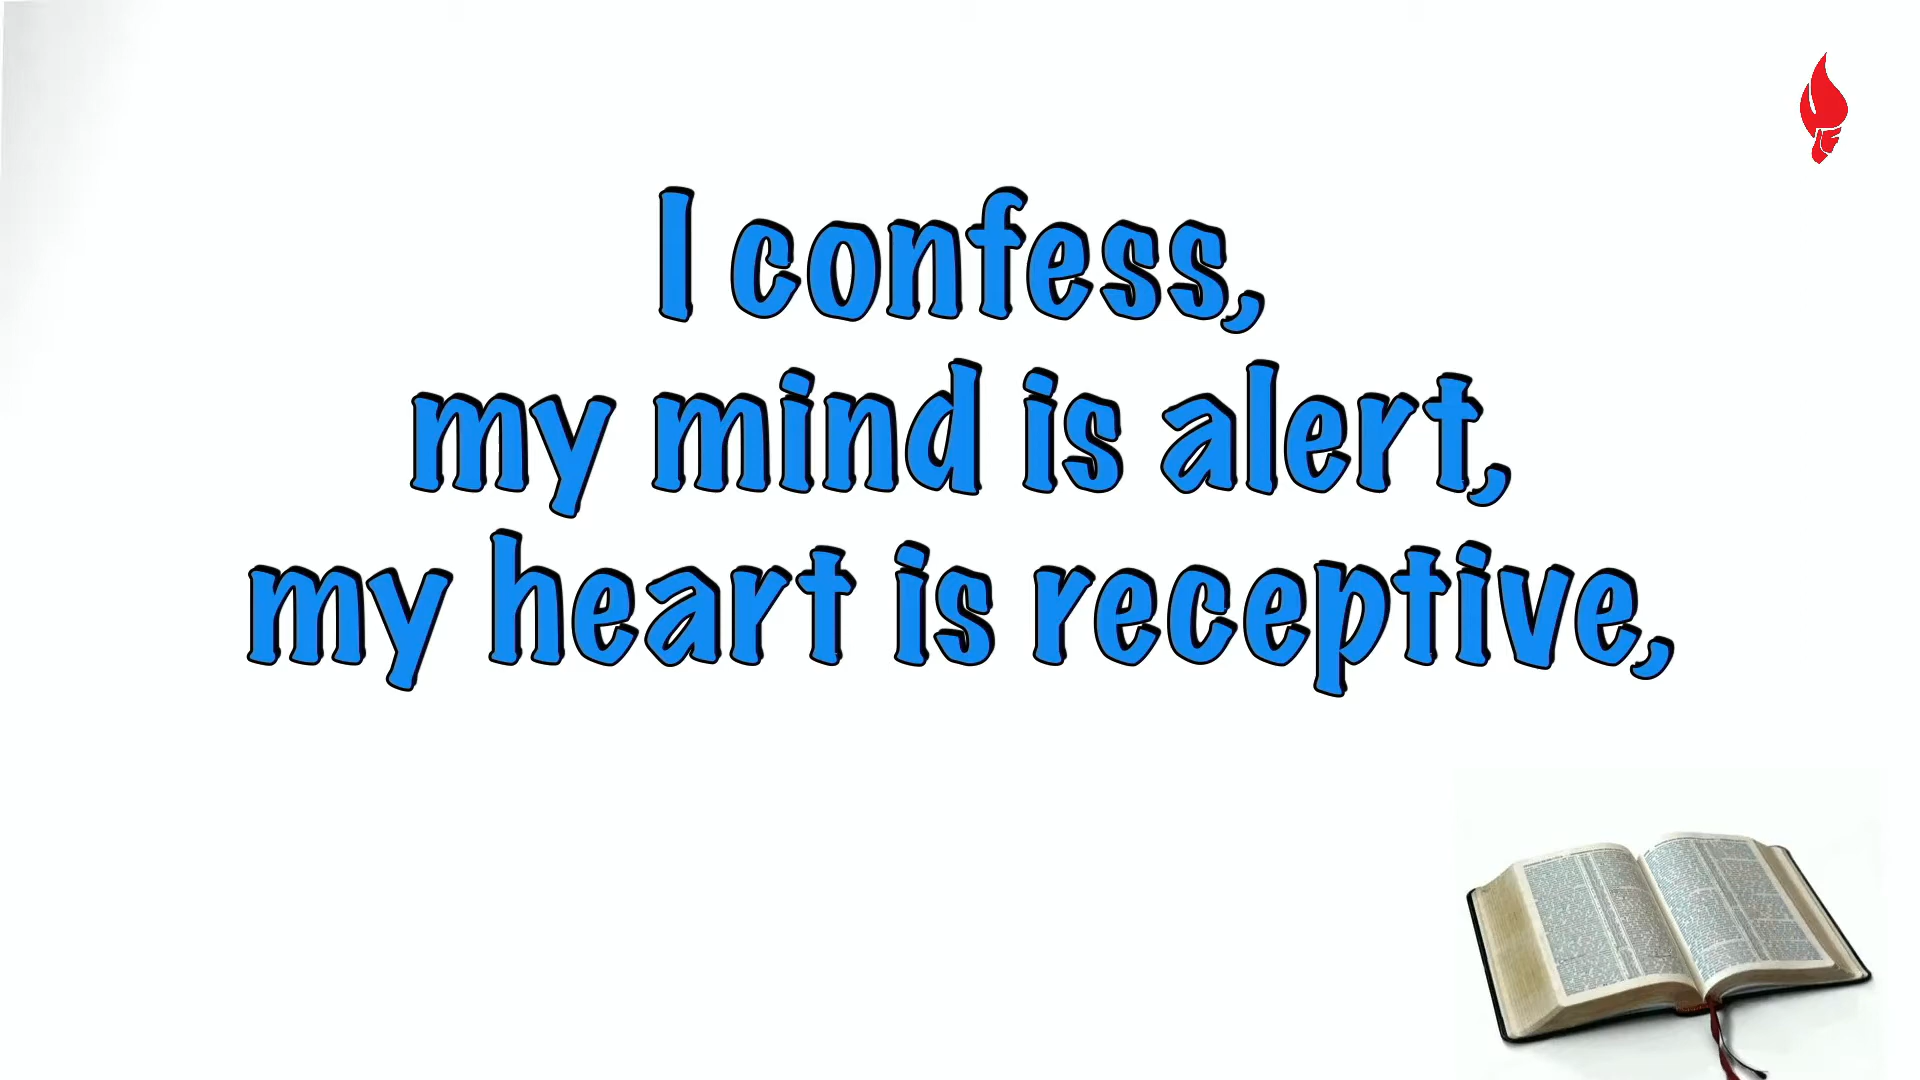 I confess,
my mind is alert,
my heart is receptive,